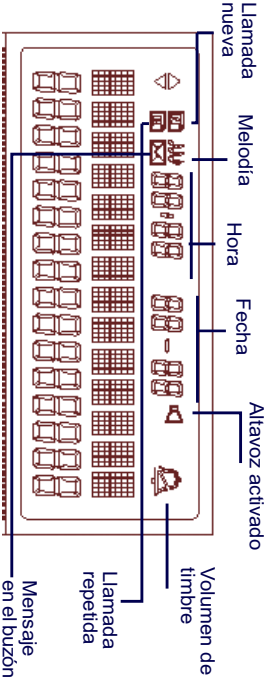 Llamada
nueva
Melodía
Hora
Fecha
Altavoz activado
Volumen de
timbre
Llamada
repetida
Mensaje
en el buzón